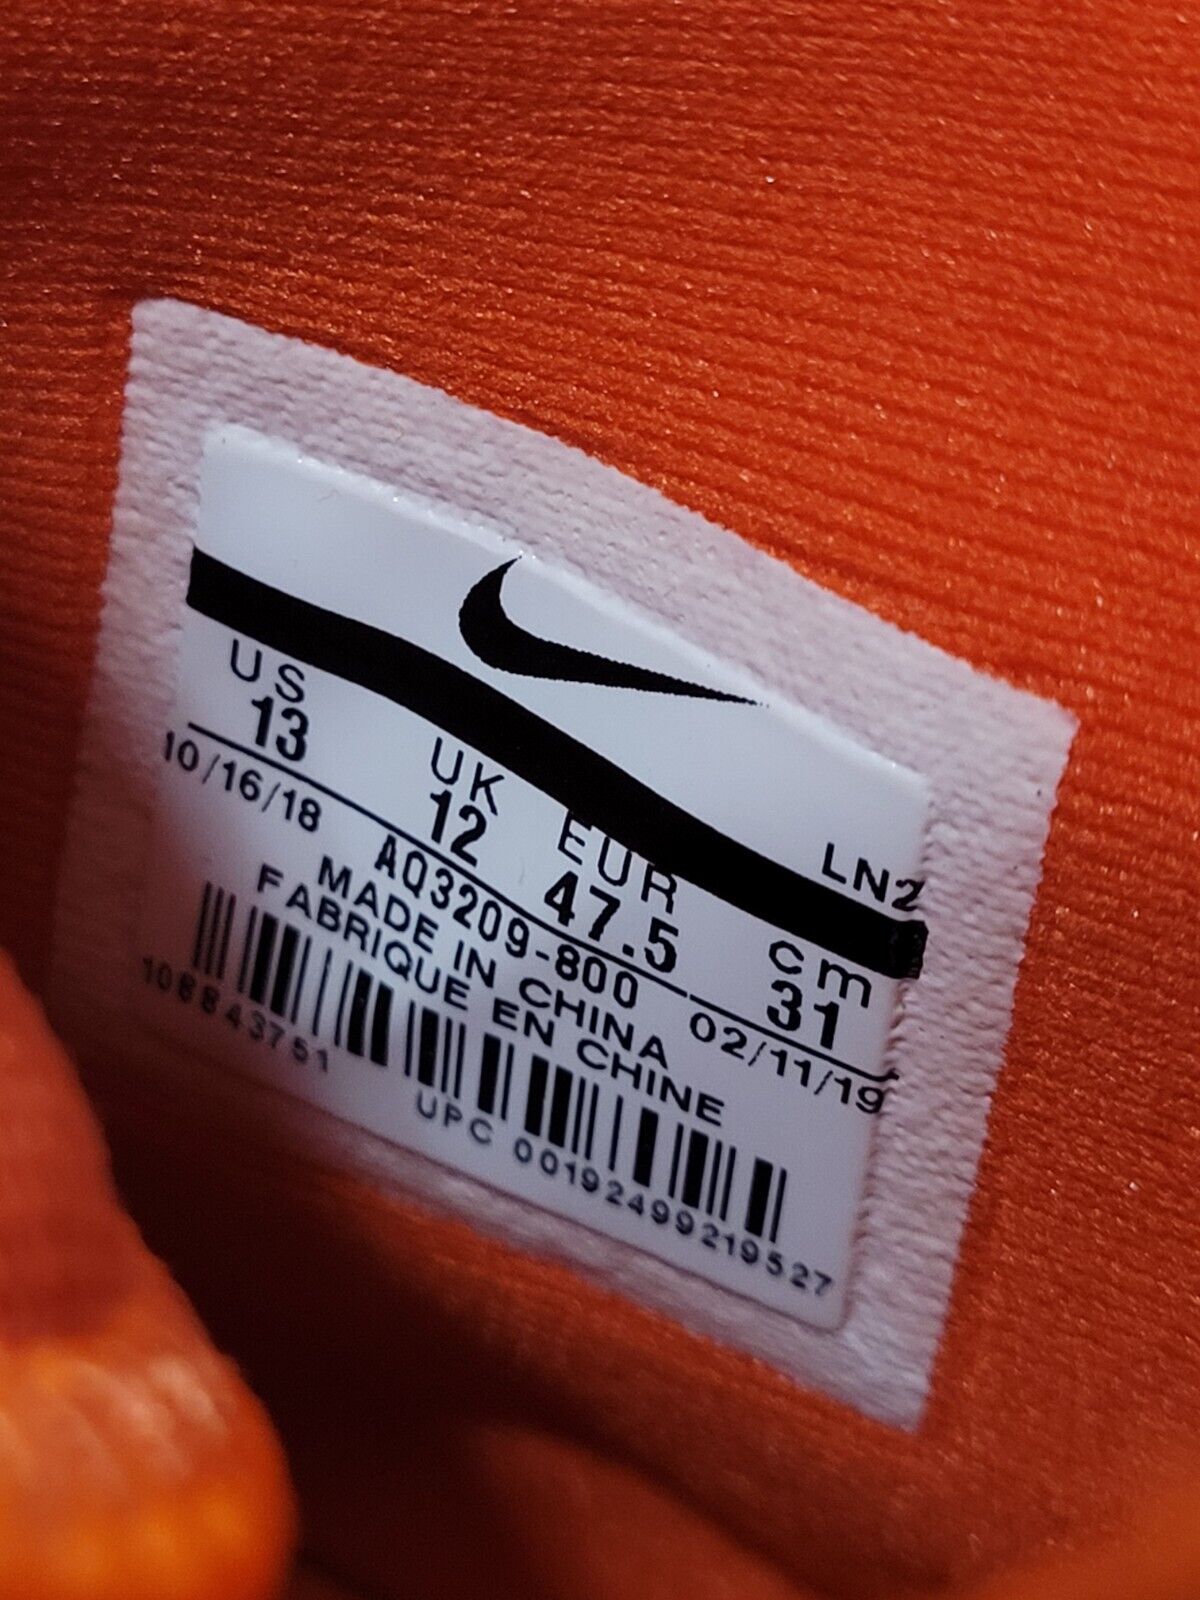 LN2
US UK EUR cm
13 12 47.5 31
10/16/18 AQ3209-800 02/11/19
MADE IN CHINA
FABRIQUE EN CHINE
108843751
UPC 00192499219527